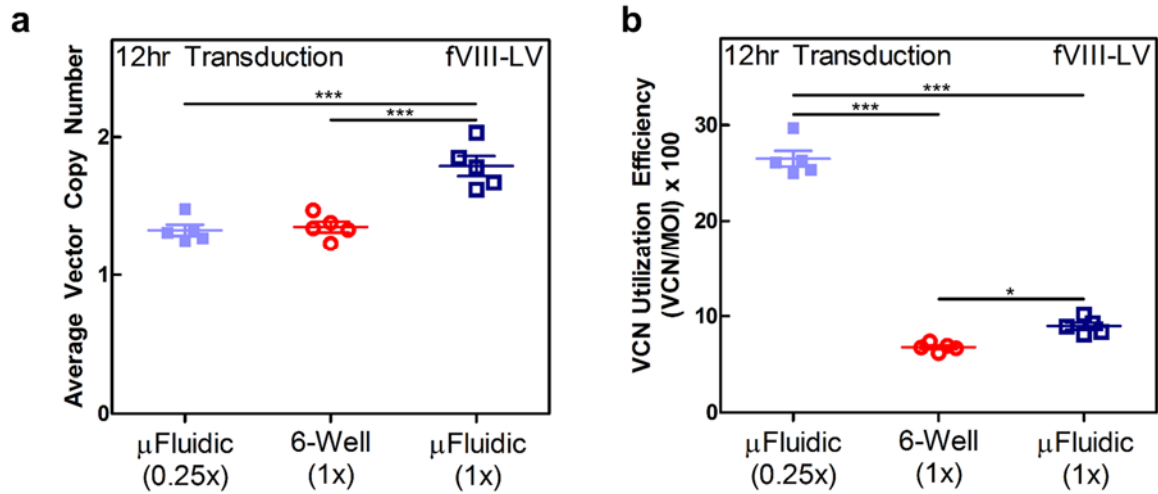 a
12hr Transduction fVIII-LV
***
***
Average Vector Copy Number
2
1
0
μFluidic (0.25x)
6-Well (1x)
μFluidic (1x)
b
12hr Transduction fVIII-LV
***
***
*
VCN Utilization Efficiency
(VCN/MOI) x 100
30
20
10
0
μFluidic (0.25x)
6-Well (1x)
μFluidic (1x)